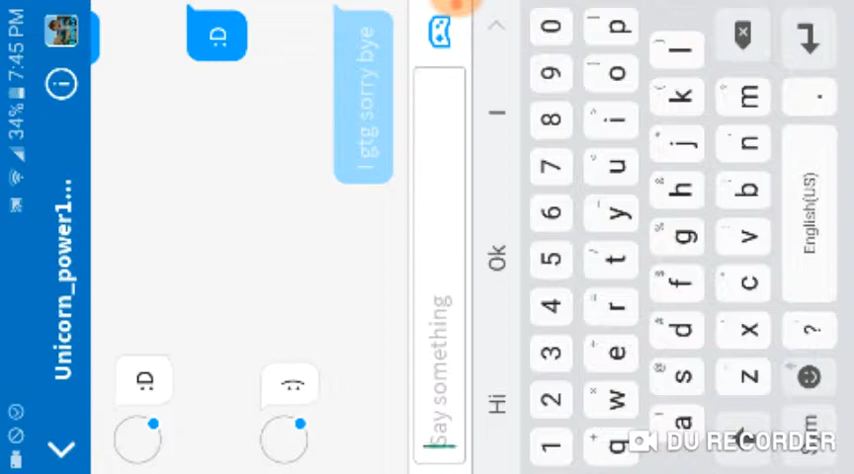 34% 7:45 PM
Unicorn_power1...
:D
:D
:)
I gtg sorry bye
Say something
Hi Ok I
1 2 3 4 5 6 7 8 9 0
q w e r t y u i o p
a s d f g h j k l
z x c v b n m
Sym ? English(US) .
DU RECORDER